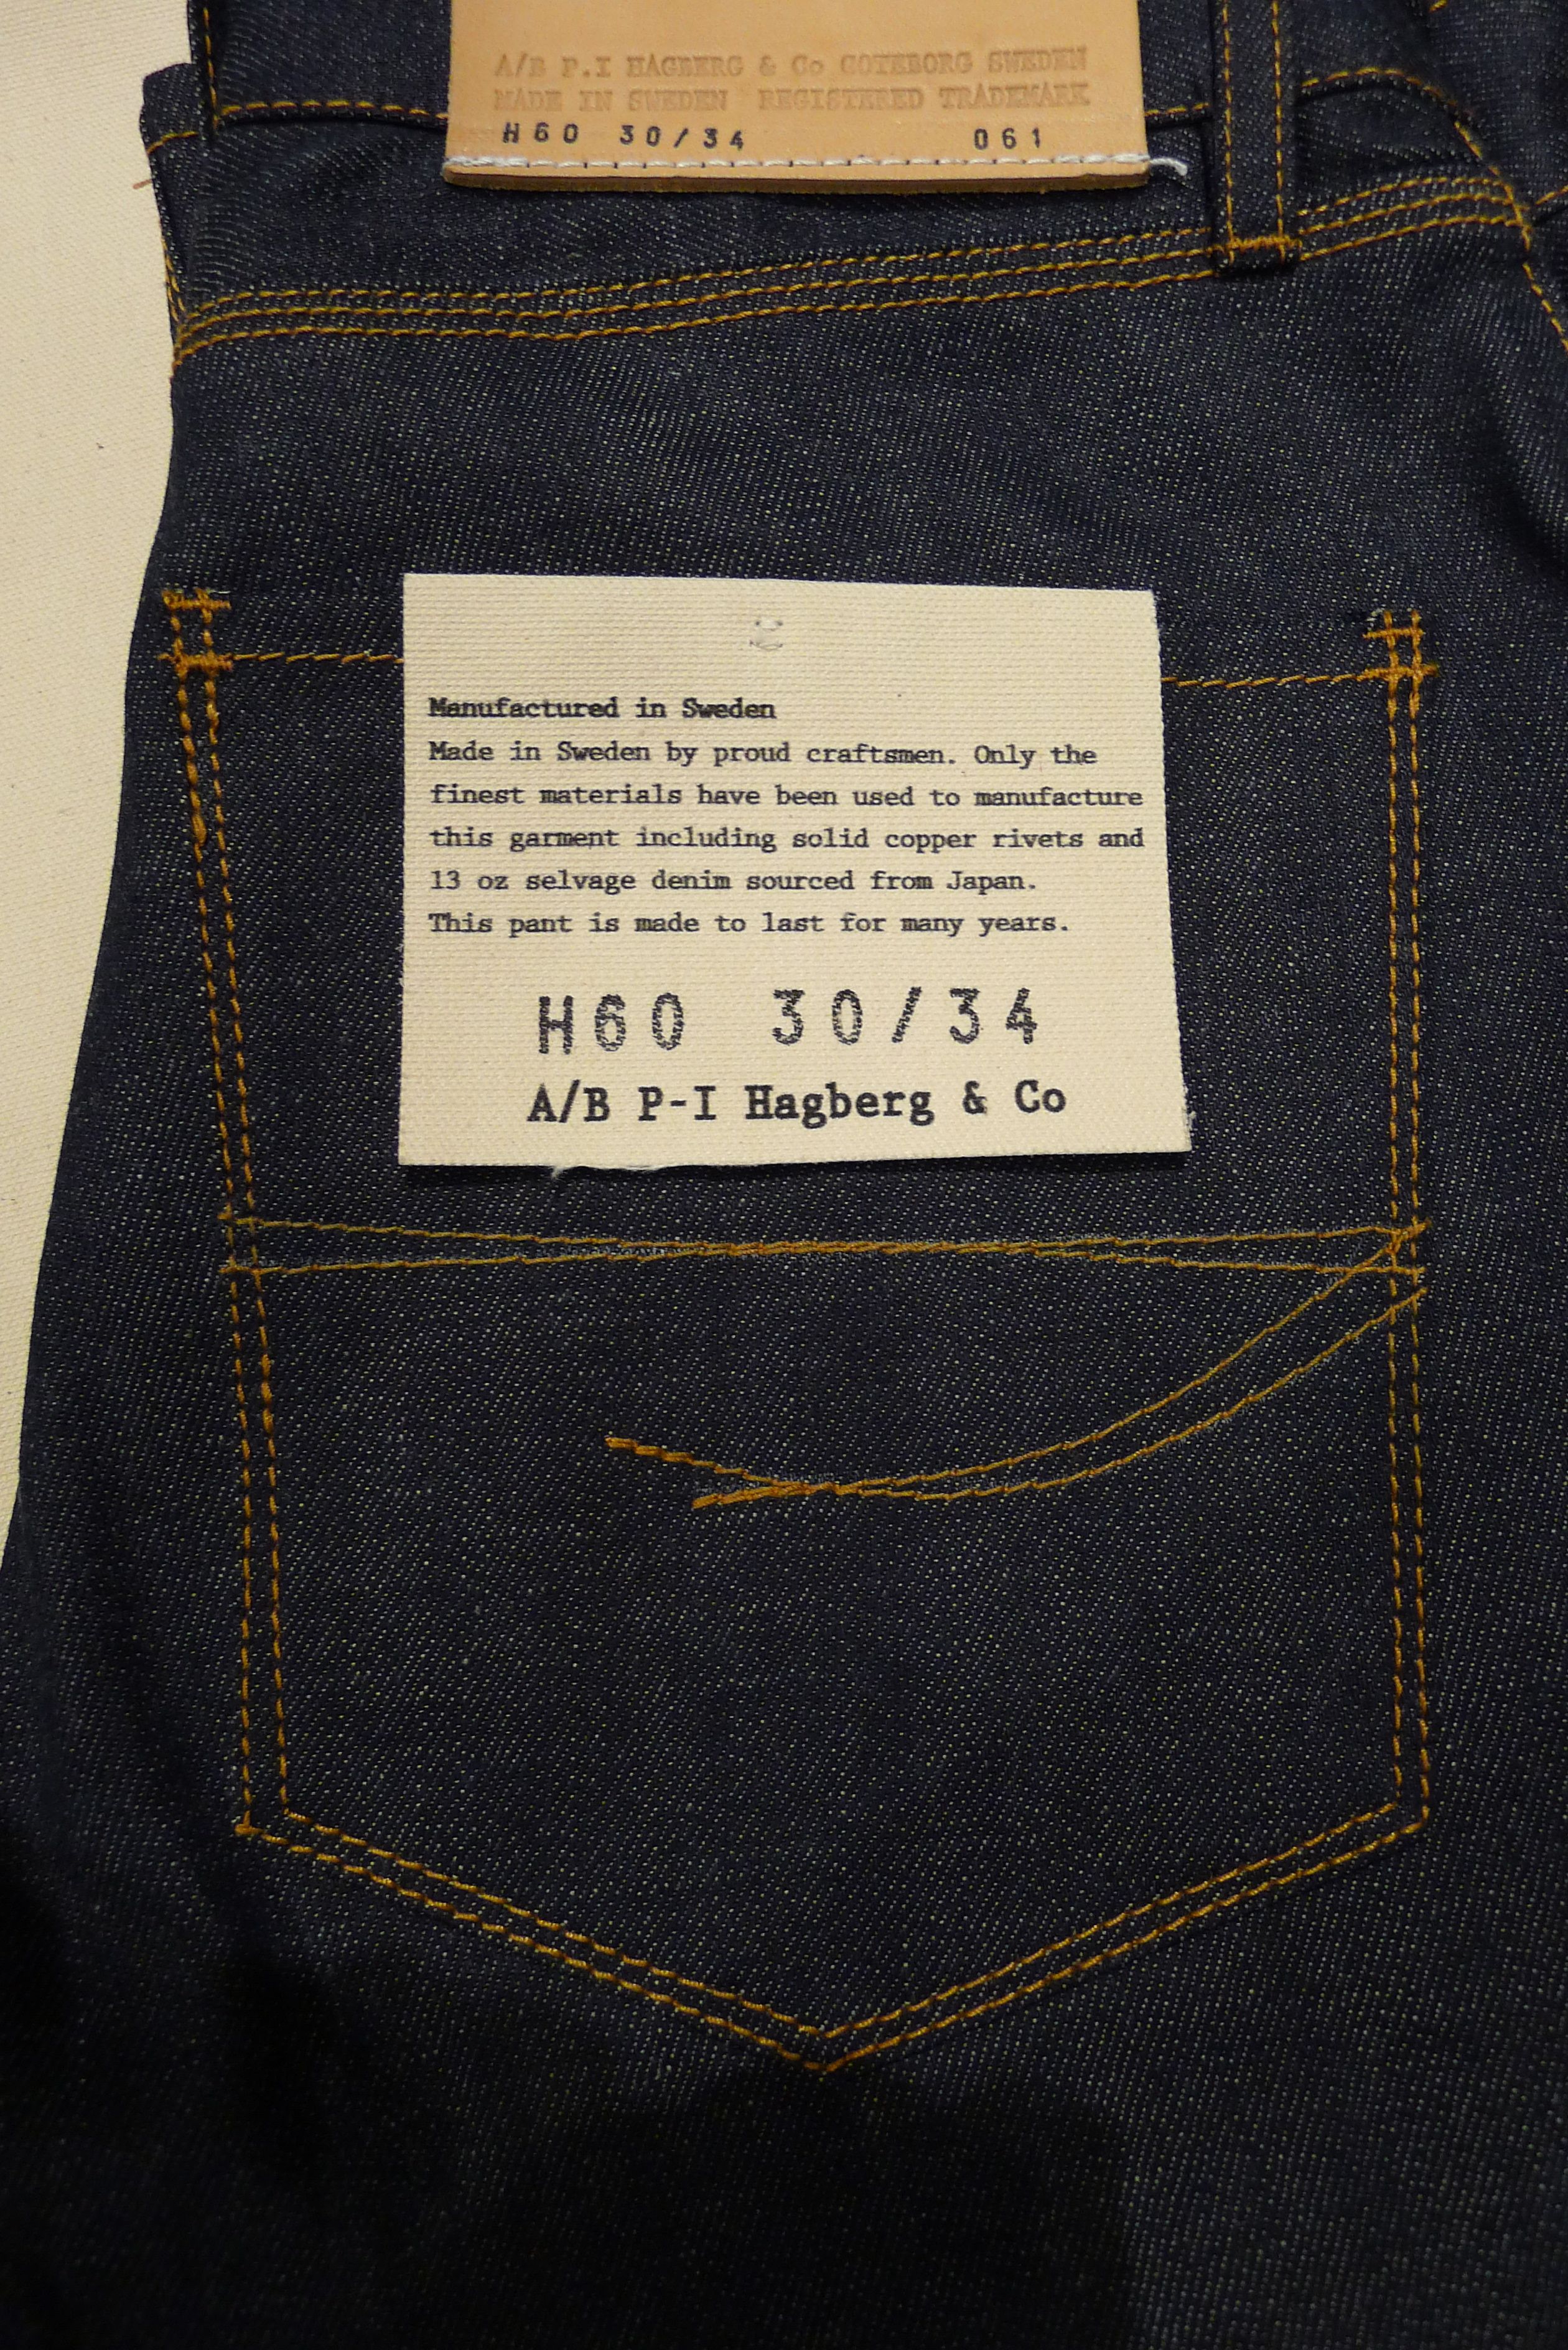 A/B P.I HAGBERG & Co GOTEBORG SWEDEN
MADE IN SWEDEN REGISTERED TRADEMARK
H60 30/34 061
Manufactured in Sweden
Made in Sweden by proud craftsmen. Only the
finest materials have been used to manufacture
this garment including solid copper rivets and
13 oz selvage denim sourced from Japan.
This pant is made to last for many years.
H60 30/34
A/B P-I Hagberg & Co